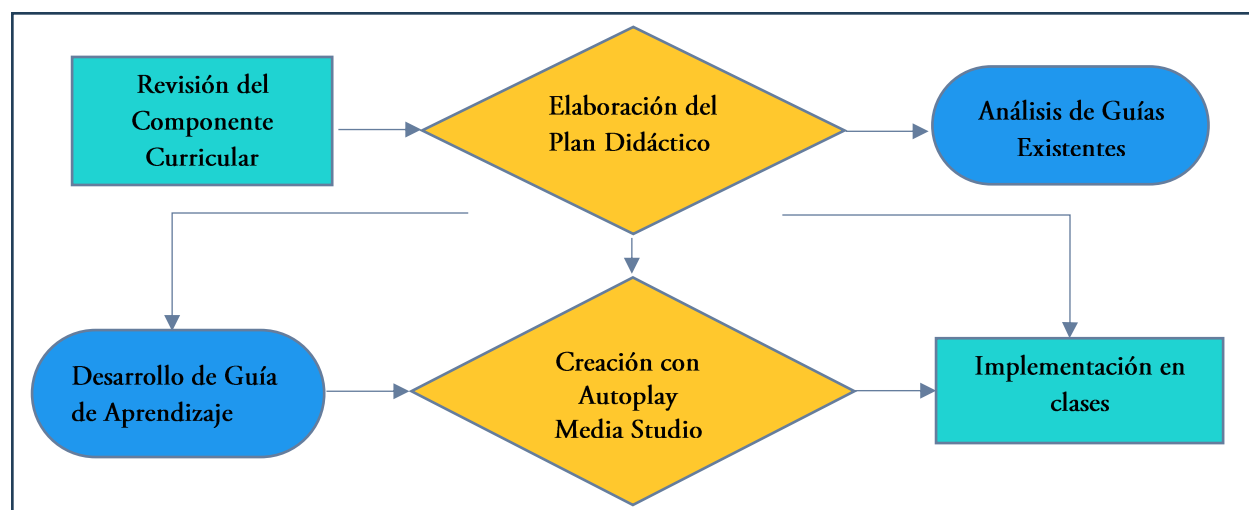 Revisión del
Componente
Curricular
Elaboración del
Plan Didáctico
Análisis de Guías
Existentes
Desarrollo de Guía
de Aprendizaje
Creación con
Autoplay
Media Studio
Implementación en
clases